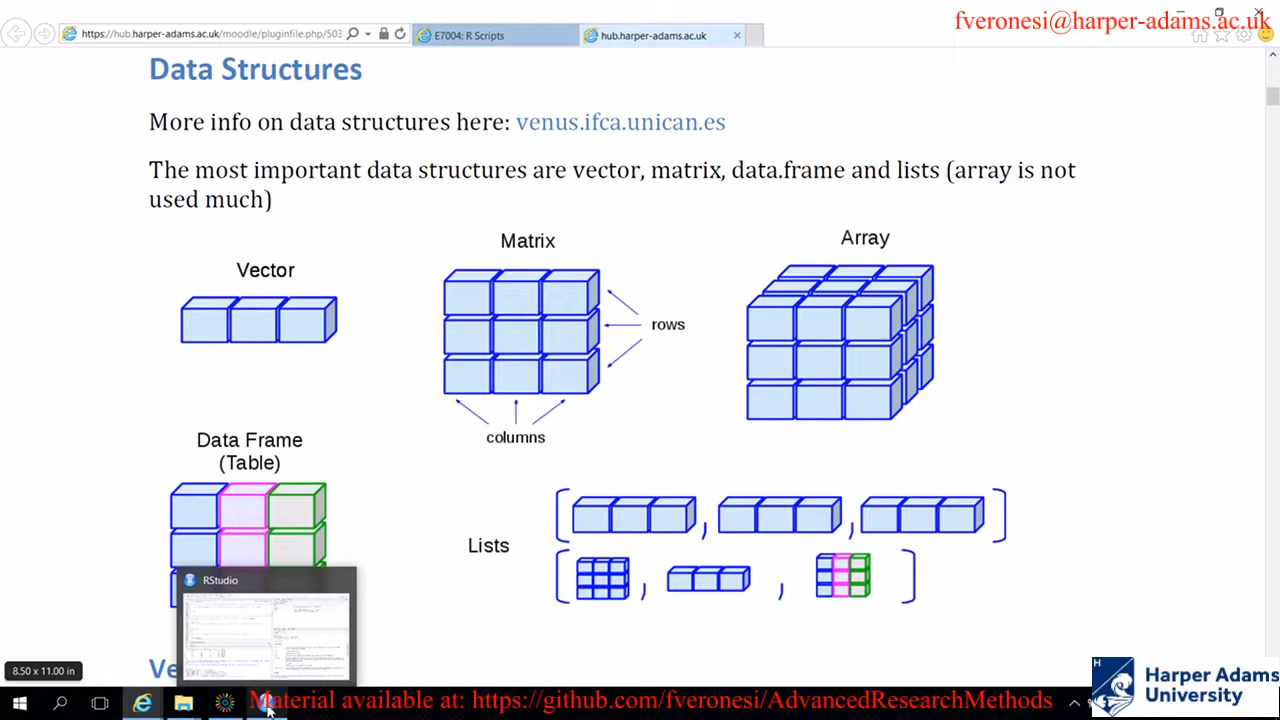 fveronesi@harper-adams.ac.uk
https://hub.harper-adams.ac.uk/moodle/pluginfile.php/503
E7004: R Scripts
hub.harper-adams.ac.uk
Data Structures
More info on data structures here: venus.ifca.unican.es
The most important data structures are vector, matrix, data.frame and lists (array is not
used much)
Vector
Matrix
Array
rows
columns
Data Frame
(Table)
Lists
RStudio
8.50 x 11.00 in
Ve
Material available at: https://github.com/fveronesi/AdvancedResearchMethods
H
Harper Adams
University